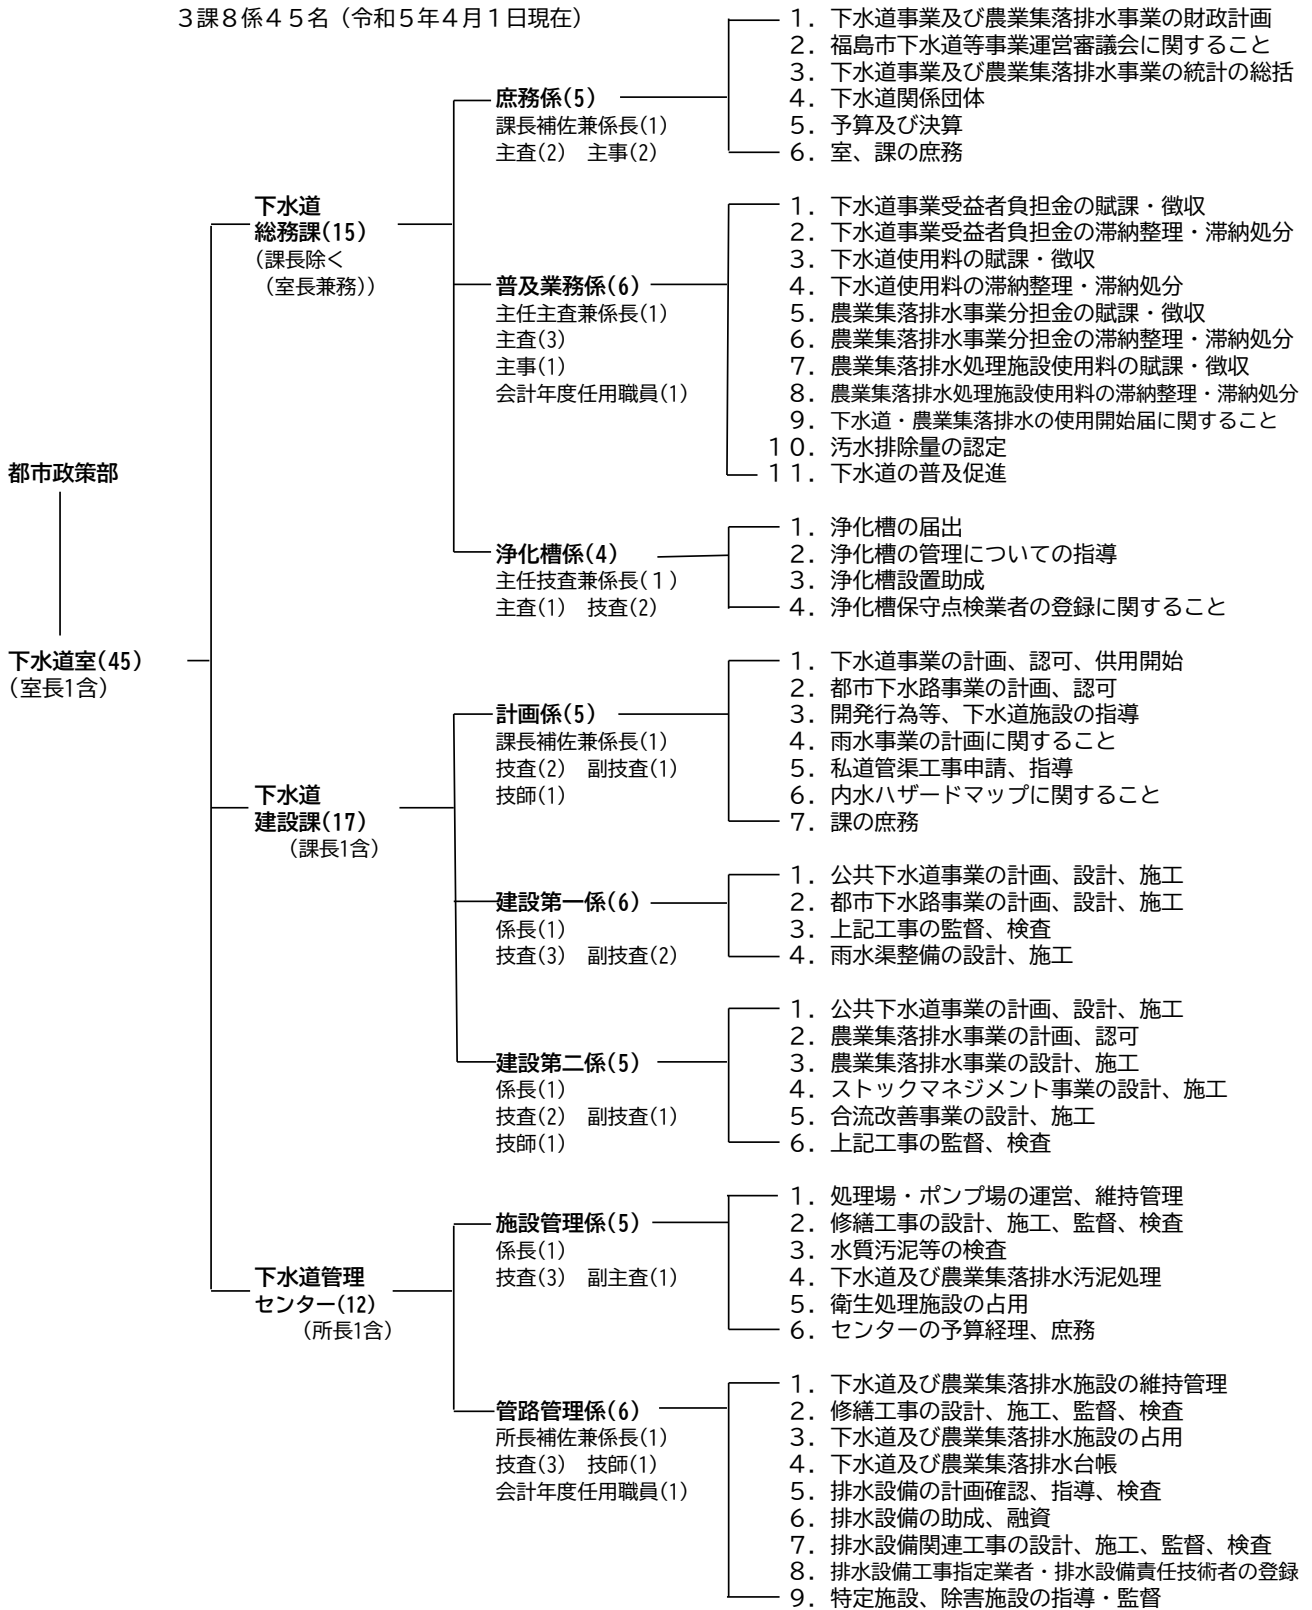 ３課８係４５名（令和５年４月１日現在）
都市政策部
下水道室(45)
（室長1含）
下水道
総務課(15)
（課長除く
（室長兼務））
庶務係(5)
課長補佐兼係長(1)
主査(2)　主事(2)
１．下水道事業及び農業集落排水事業の財政計画
２．福島市下水道等事業運営審議会に関すること
３．下水道事業及び農業集落排水事業の統計の総括
４．下水道関係団体
５．予算及び決算
６．室、課の庶務
普及業務係(6)
主任主査兼係長(1)
主査(3)
主事(1)
会計年度任用職員(1)
１．下水道事業受益者負担金の賦課・徴収
２．下水道事業受益者負担金の滞納整理・滞納処分
３．下水道使用料の賦課・徴収
４．下水道使用料の滞納整理・滞納処分
５．農業集落排水事業分担金の賦課・徴収
６．農業集落排水事業分担金の滞納整理・滞納処分
７．農業集落排水処理施設使用料の賦課・徴収
８．農業集落排水処理施設使用料の滞納整理・滞納処分
９．下水道・農業集落排水の使用開始届に関すること
１０．汚水排除量の認定
１１．下水道の普及促進
浄化槽係(4)
主任技査兼係長(１)
主査(1)　技査(2)
１．浄化槽の届出
２．浄化槽の管理についての指導
３．浄化槽設置助成
４．浄化槽保守点検業者の登録に関すること
下水道
建設課(17)
（課長1含）
計画係(5)
課長補佐兼係長(1)
技査(2)　副技査(1)
技師(1)
１．下水道事業の計画、認可、供用開始
２．都市下水路事業の計画、認可
３．開発行為等、下水道施設の指導
４．雨水事業の計画に関すること
５．私道管渠工事申請、指導
６．内水ハザードマップに関すること
７．課の庶務
建設第一係(6)
係長(1)
技査(3)　副技査(2)
１．公共下水道事業の計画、設計、施工
２．都市下水路事業の計画、設計、施工
３．上記工事の監督、検査
４．雨水渠整備の設計、施工
建設第二係(5)
係長(1)
技査(2)　副技査(1)
技師(1)
１．公共下水道事業の計画、設計、施工
２．農業集落排水事業の計画、認可
３．農業集落排水事業の設計、施工
４．ストックマネジメント事業の設計、施工
５．合流改善事業の設計、施工
６．上記工事の監督、検査
下水道管理
センター(12)
（所長1含）
施設管理係(5)
係長(1)
技査(3)　副主査(1)
１．処理場・ポンプ場の運営、維持管理
２．修繕工事の設計、施工、監督、検査
３．水質汚泥等の検査
４．下水道及び農業集落排水汚泥処理
５．衛生処理施設の占用
６．センターの予算経理、庶務
管路管理係(6)
所長補佐兼係長(1)
技査(3)　技師(1)
会計年度任用職員(1)
１．下水道及び農業集落排水施設の維持管理
２．修繕工事の設計、施工、監督、検査
３．下水道及び農業集落排水施設の占用
４．下水道及び農業集落排水台帳
５．排水設備の計画確認、指導、検査
６．排水設備の助成、融資
７．排水設備関連工事の設計、施工、監督、検査
８．排水設備工事指定業者・排水設備責任技術者の登録
９．特定施設、除害施設の指導・監督